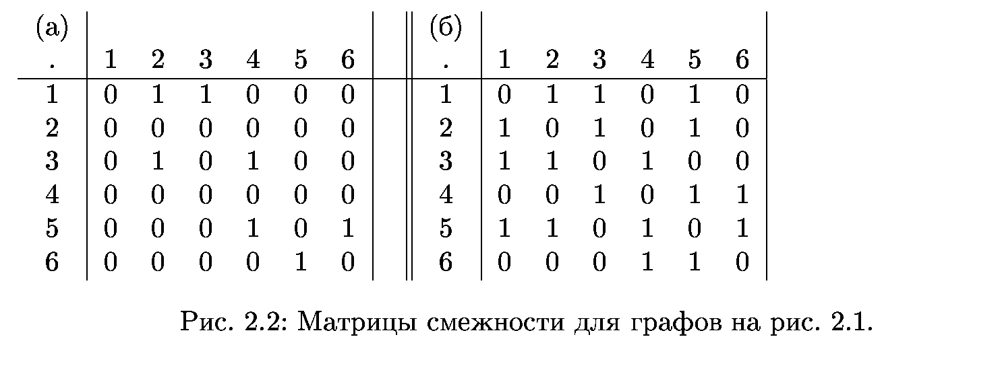 (а) (б)
. 1 2 3 4 5 6 . 1 2 3 4 5 6
1 0 1 1 0 0 0 1 0 1 1 0 1 0
2 0 0 0 0 0 0 2 1 0 1 0 1 0
3 0 1 0 1 0 0 3 1 1 0 1 0 0
4 0 0 0 0 0 0 4 0 0 1 0 1 1
5 0 0 0 1 0 1 5 1 1 0 1 0 1
6 0 0 0 0 1 0 6 0 0 0 1 1 0
Рис. 2.2: Матрицы смежности для графов на рис. 2.1.